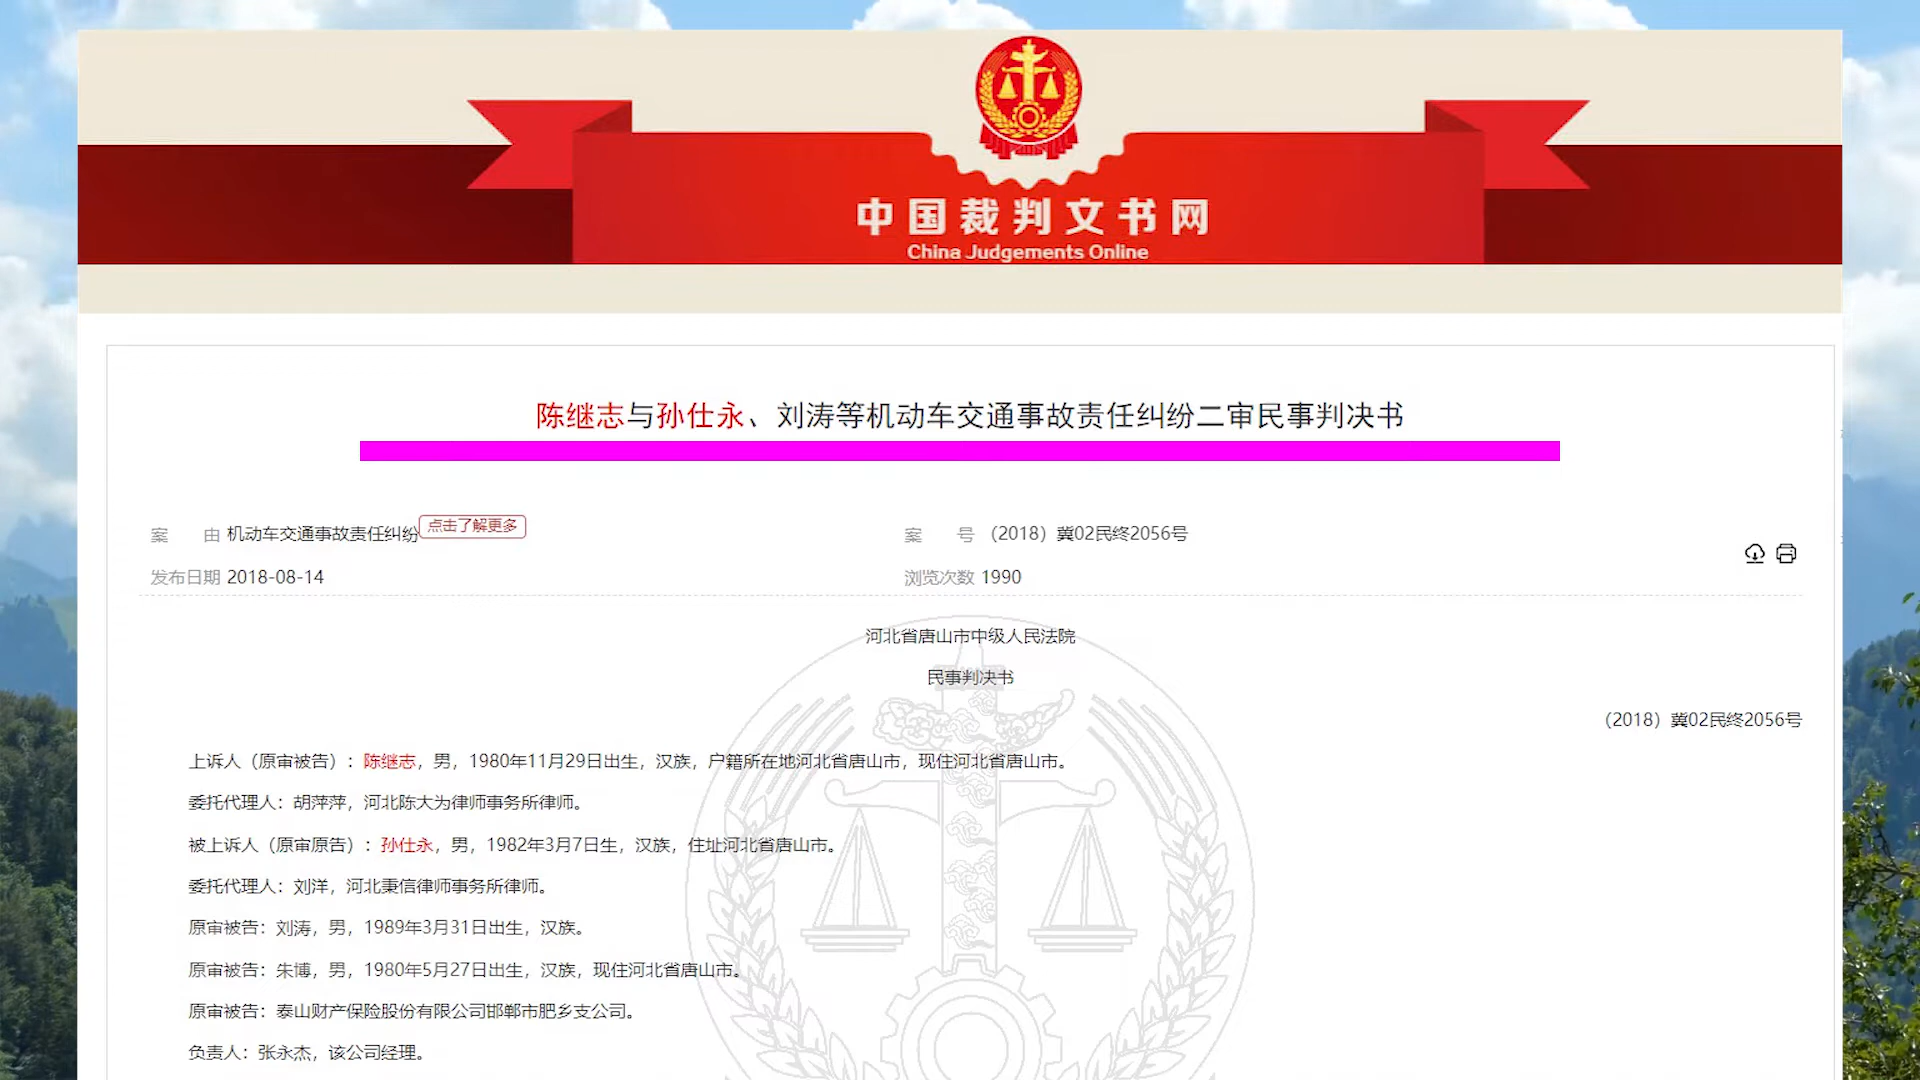 中国裁判文书网
China Judgements Online
陈继志与孙仕永、刘涛等机动车交通事故责任纠纷二审民事判决书
案 由 机动车交通事故责任纠纷 点击了解更多
案 号 （2018）冀02民终2056号
发布日期 2018-08-14
浏览次数 1990
河北省唐山市中级人民法院
民事判决书
（2018）冀02民终2056号
上诉人（原审被告）：陈继志，男，1980年11月29日出生，汉族，户籍所在地河北省唐山市，现住河北省唐山市。
委托代理人：胡萍萍，河北陈大为律师事务所律师。
被上诉人（原审原告）：孙仕永，男，1982年3月7日生，汉族，住址河北省唐山市。
委托代理人：刘洋，河北秉信律师事务所律师。
原审被告：刘涛，男，1989年3月31日出生，汉族。
原审被告：朱博，男，1980年5月27日出生，汉族，现住河北省唐山市。
原审被告：泰山财产保险股份有限公司邯郸市肥乡支公司。
负责人：张永杰，该公司经理。